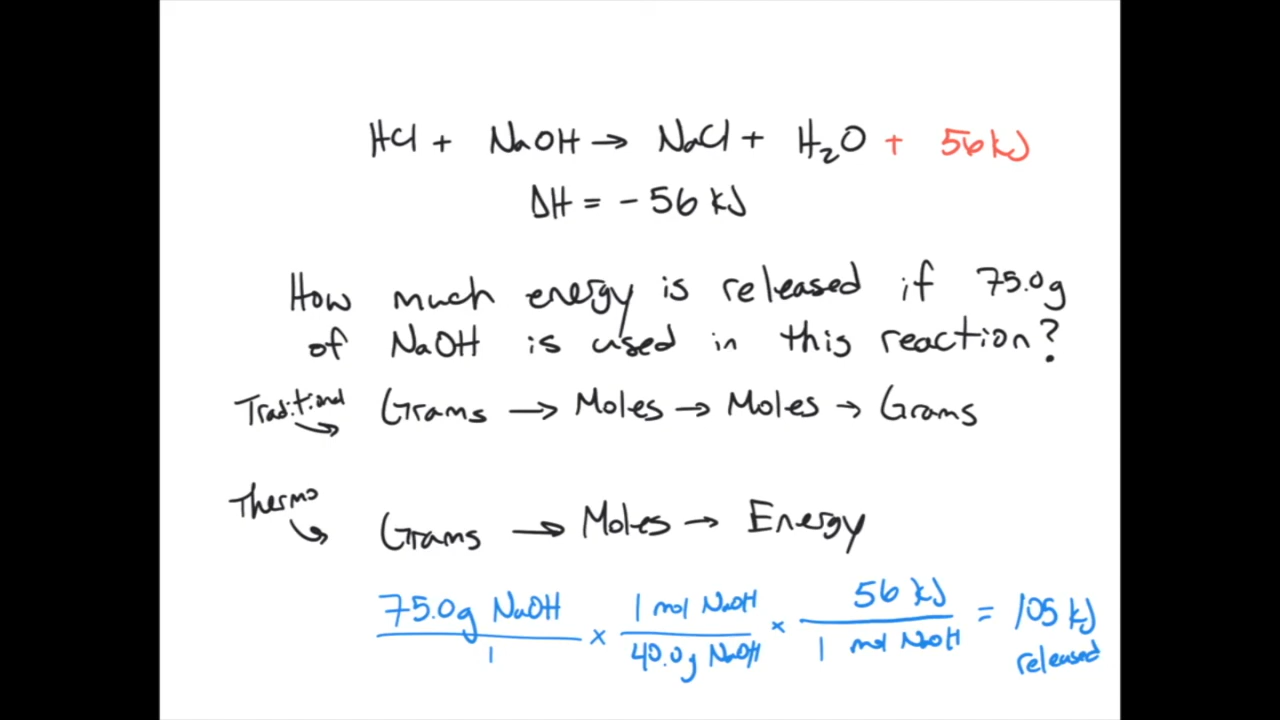 HCl + NaOH → NaCl + H₂O + 56 kJ
ΔH = - 56 kJ
How much energy is released if 75.0g
of NaOH is used in this reaction?
Traditional Grams → Moles → Moles → Grams
Thermo
Grams → Moles → Energy
75.0g NaOH / 1 × 1 mol NaOH / 40.0g NaOH × 56 kJ / 1 mol NaOH = 105 kJ
released